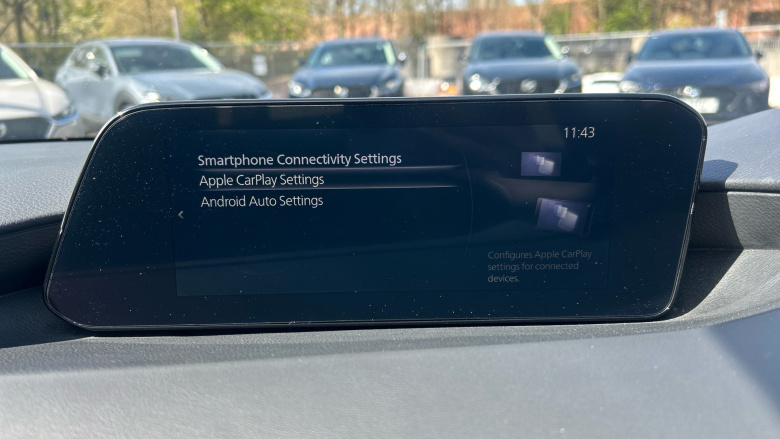 11:43
Smartphone Connectivity Settings
Apple CarPlay Settings
Android Auto Settings
Configures Apple CarPlay
settings for connected
devices.